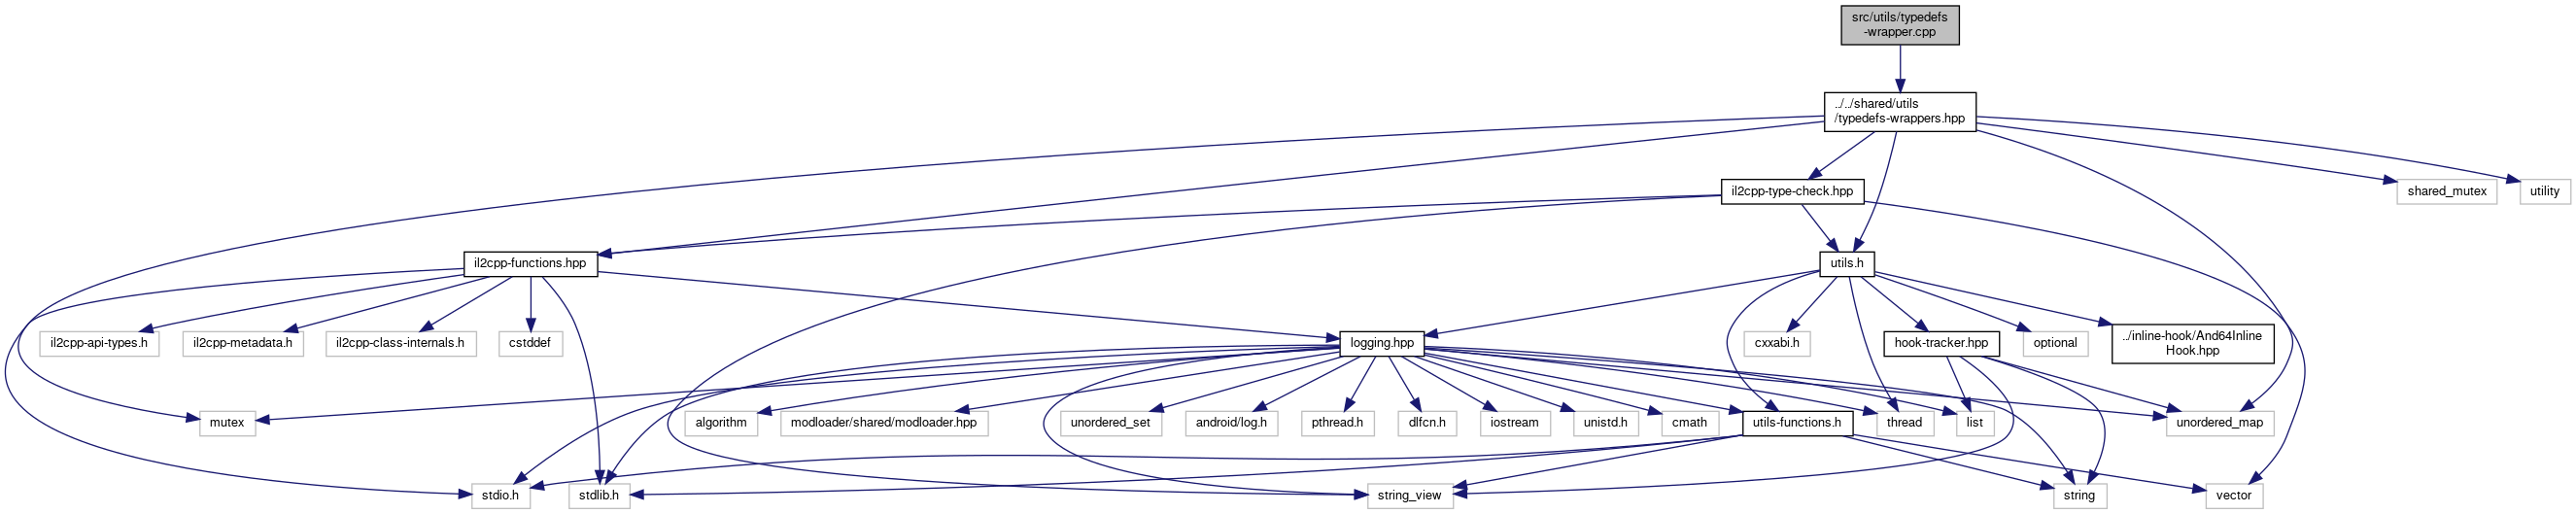 src/utils/typedefs
-wrapper.cpp
../../shared/utils
/typedefs-wrappers.hpp
il2cpp-type-check.hpp
shared_mutex
utility
il2cpp-functions.hpp
utils.h
il2cpp-api-types.h
il2cpp-metadata.h
il2cpp-class-internals.h
cstddef
logging.hpp
cxxabi.h
hook-tracker.hpp
optional
../inline-hook/And64Inline
Hook.hpp
mutex
algorithm
modloader/shared/modloader.hpp
unordered_set
android/log.h
pthread.h
dlfcn.h
iostream
unistd.h
cmath
utils-functions.h
thread
list
unordered_map
stdio.h
stdlib.h
string_view
string
vector